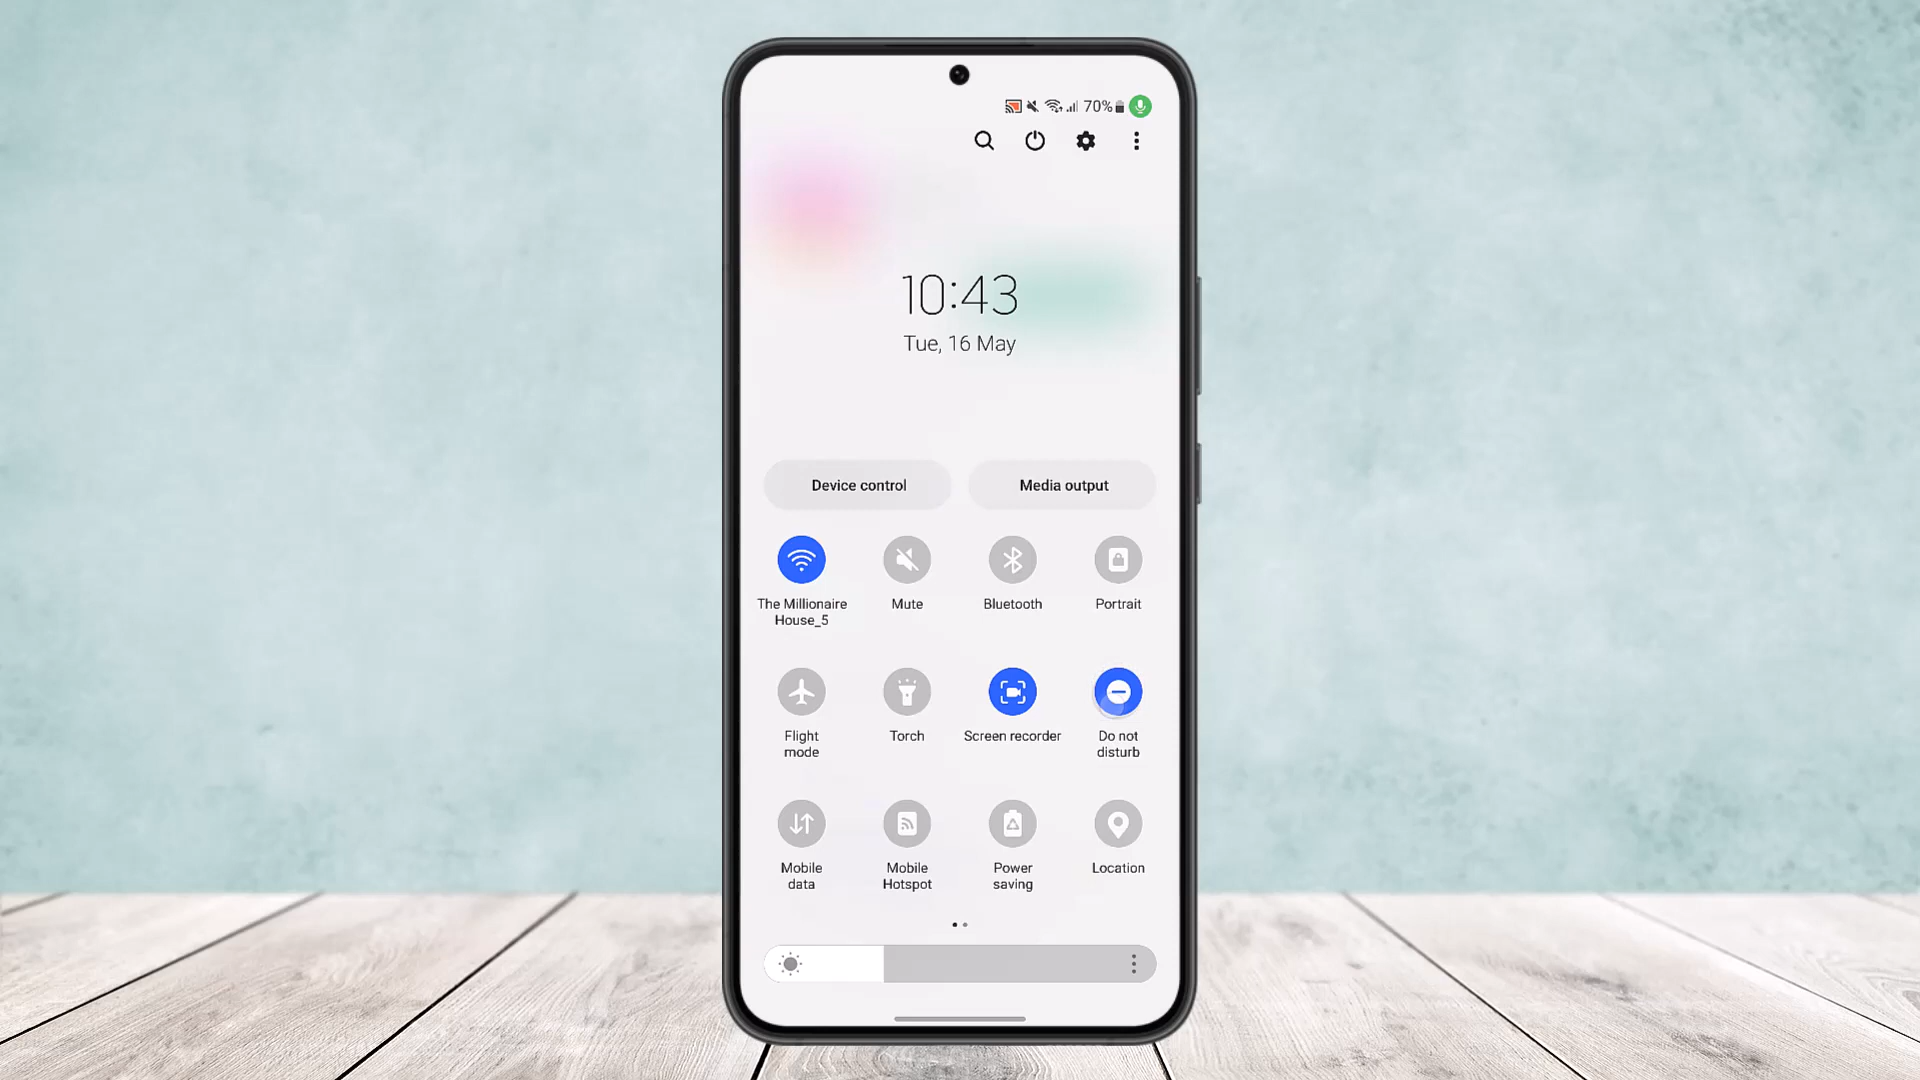 70%
10:43
Tue, 16 May
Device control
Media output
The Millionaire
House_5
Mute
Bluetooth
Portrait
Flight
mode
Torch
Screen recorder
Do not
disturb
Mobile
data
Mobile
Hotspot
Power
saving
Location